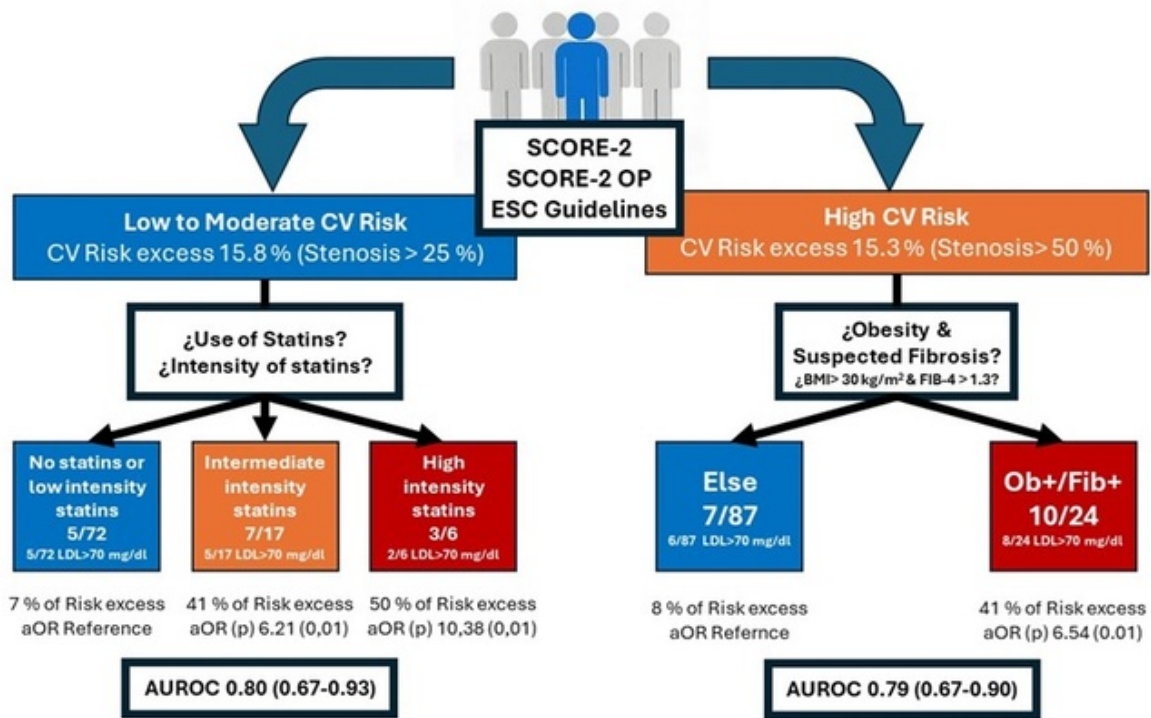 SCORE-2
SCORE-2 OP
ESC Guidelines
Low to Moderate CV Risk
CV Risk excess 15.8 % (Stenosis > 25 %)
High CV Risk
CV Risk excess 15.3 % (Stenosis> 50 %)
¿Use of Statins?
¿Intensity of statins?
¿Obesity &
Suspected Fibrosis?
¿BMI> 30 kg/m² & FIB-4 > 1.3?
No statins or
low intensity
statins
5/72
5/72 LDL>70 mg/dl
Intermediate
intensity
statins
7/17
5/17 LDL>70 mg/dl
High
intensity
statins
3/6
2/6 LDL>70 mg/dl
Else
7/87
6/87 LDL>70 mg/dl
Ob+/Fib+
10/24
8/24 LDL>70 mg/dl
7 % of Risk excess
aOR Reference
41 % of Risk excess
aOR (p) 6.21 (0,01)
50 % of Risk excess
aOR (p) 10,38 (0,01)
8 % of Risk excess
aOR Refernce
41 % of Risk excess
aOR (p) 6.54 (0.01)
AUROC 0.80 (0.67-0.93)
AUROC 0.79 (0.67-0.90)